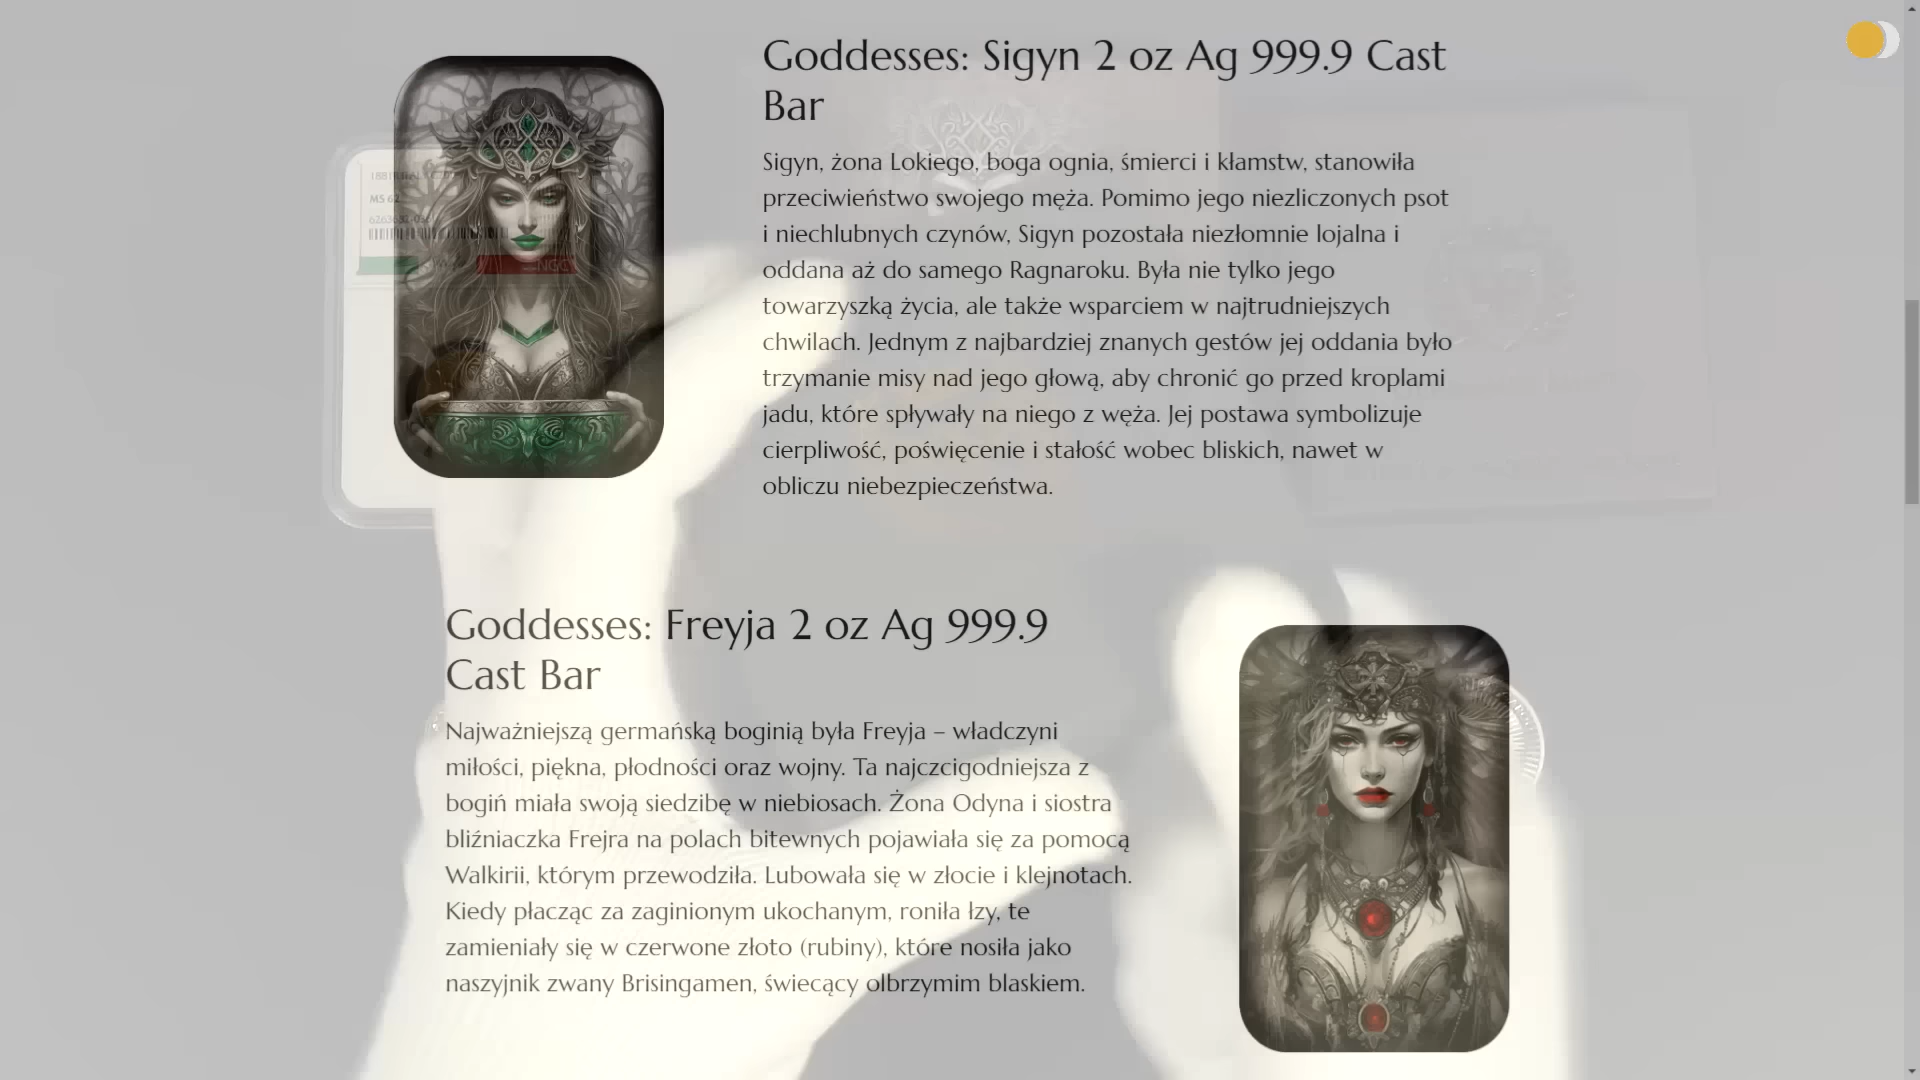 Goddesses: Sigyn 2 oz Ag 999.9 Cast
Bar
Sigyn, żona Lokiego, boga ognia, śmierci i kłamstw, stanowiła
przeciwieństwo swojego męża. Pomimo jego niezliczonych psot
i niechlubnych czynów, Sigyn pozostała niezłomnie lojalna i
oddana aż do samego Ragnaroku. Była nie tylko jego
towarzyszką życia, ale także wsparciem w najtrudniejszych
chwilach. Jednym z najbardziej znanych gestów jej oddania było
trzymanie misy nad jego głową, aby chronić go przed kroplami
jadu, które spływały na niego z węża. Jej postawa symbolizuje
cierpliwość, poświęcenie i stałość wobec bliskich, nawet w
obliczu niebezpieczeństwa.
MS 62
NGC
Goddesses: Freyja 2 oz Ag 999.9
Cast Bar
Najważniejszą germańską boginią była Freyja – władczyni
miłości, piękna, płodności oraz wojny. Ta najczcigodniejsza z
bogiń miała swoją siedzibę w niebiosach. Żona Odyna i siostra
bliźniaczka Frejra na polach bitewnych pojawiała się za pomocą
Walkirii, którym przewodziła. Lubowała się w złocie i klejnotach.
Kiedy płacząc za zaginionym ukochanym, roniła łzy, te
zamieniały się w czerwone złoto (rubiny), które nosiła jako
naszyjnik zwany Brisingamen, świecący olbrzymim blaskiem.